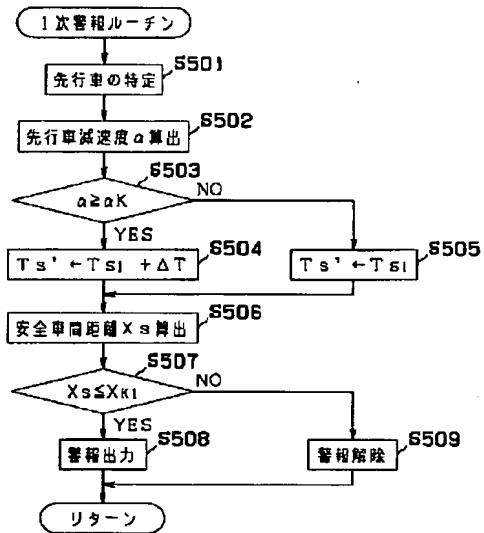 1次警報ルーチン
S501
先行車の特定
S502
先行車減速度α算出
S503
α≧αK
NO
YES
S504
S505
Ts'←Ts1+ΔT
Ts'←Ts1
S506
安全車間距離Xs算出
S507
Xs≦XK1
NO
YES
S508
S509
警報出力
警報解除
リターン